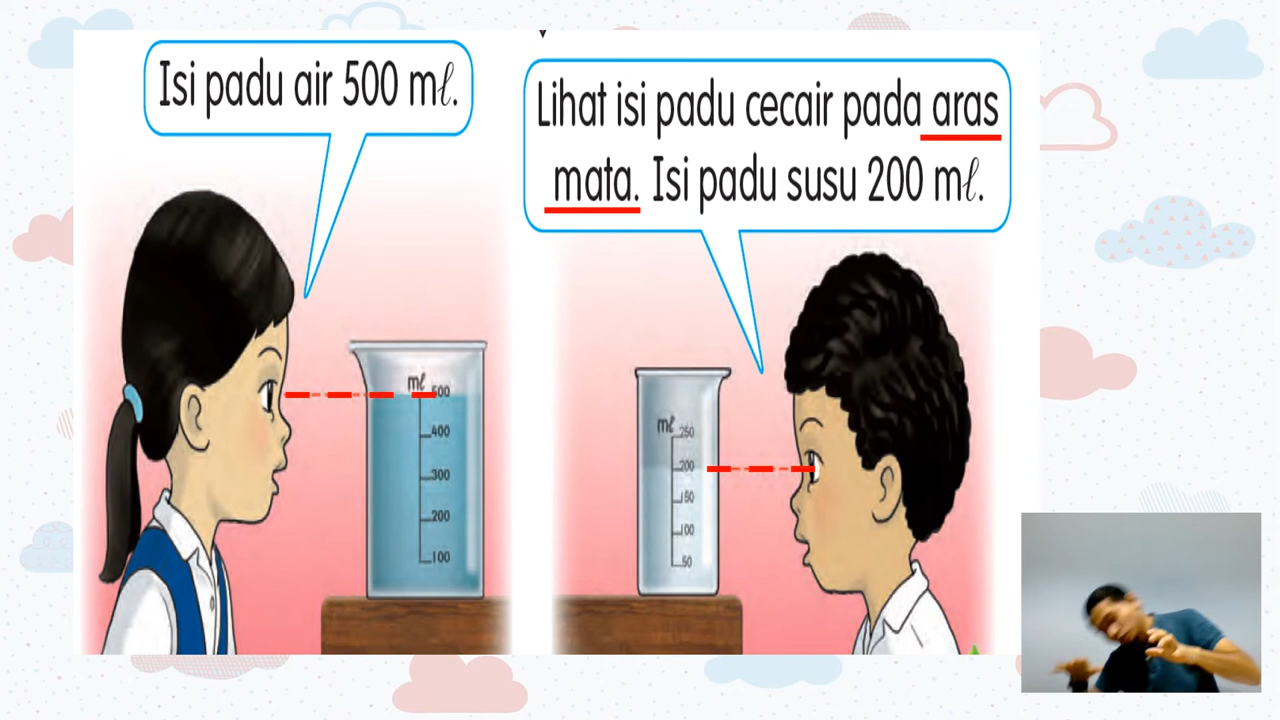 Isi padu air 500 mℓ.
Lihat isi padu cecair pada aras
mata. Isi padu susu 200 mℓ.
mℓ
500
400
300
200
100
mℓ
250
200
150
100
50